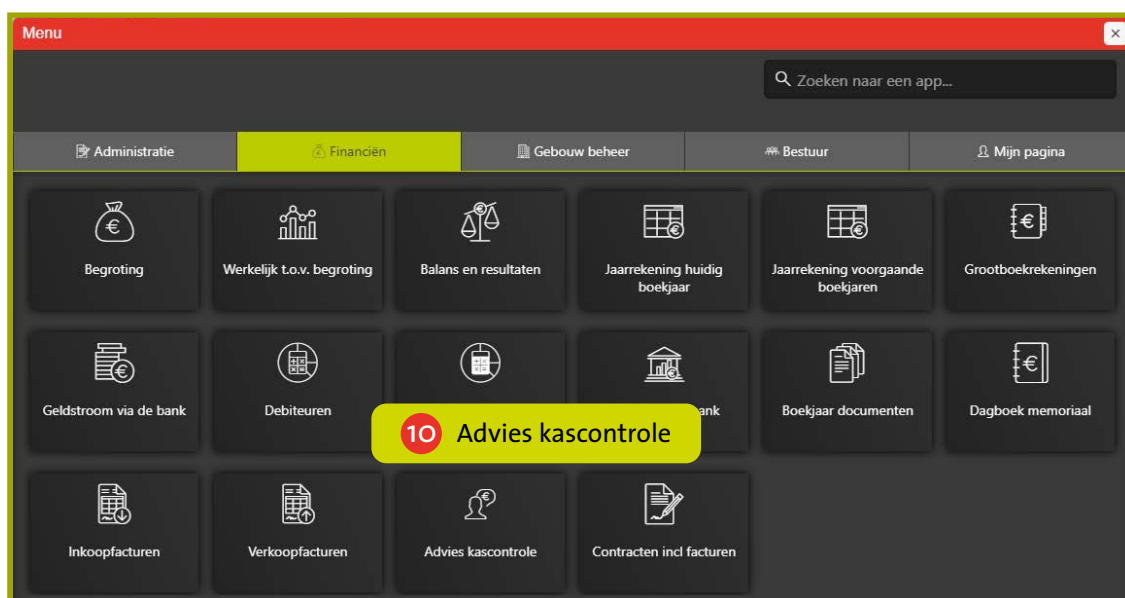 Menu
Zoeken naar een app...
Administratie
Financiën
Gebouw beheer
Bestuur
Mijn pagina
Begroting
Werkelijk t.o.v. begroting
Balans en resultaten
Jaarrekening huidig
boekjaar
Jaarrekening voorgaande
boekjaren
Grootboekrekeningen
Geldstroom via de bank
Debiteuren
ank
Boekjaar documenten
Dagboek memoriaal
10 Advies kascontrole
Inkoopfacturen
Verkoopfacturen
Advies kascontrole
Contracten incl facturen